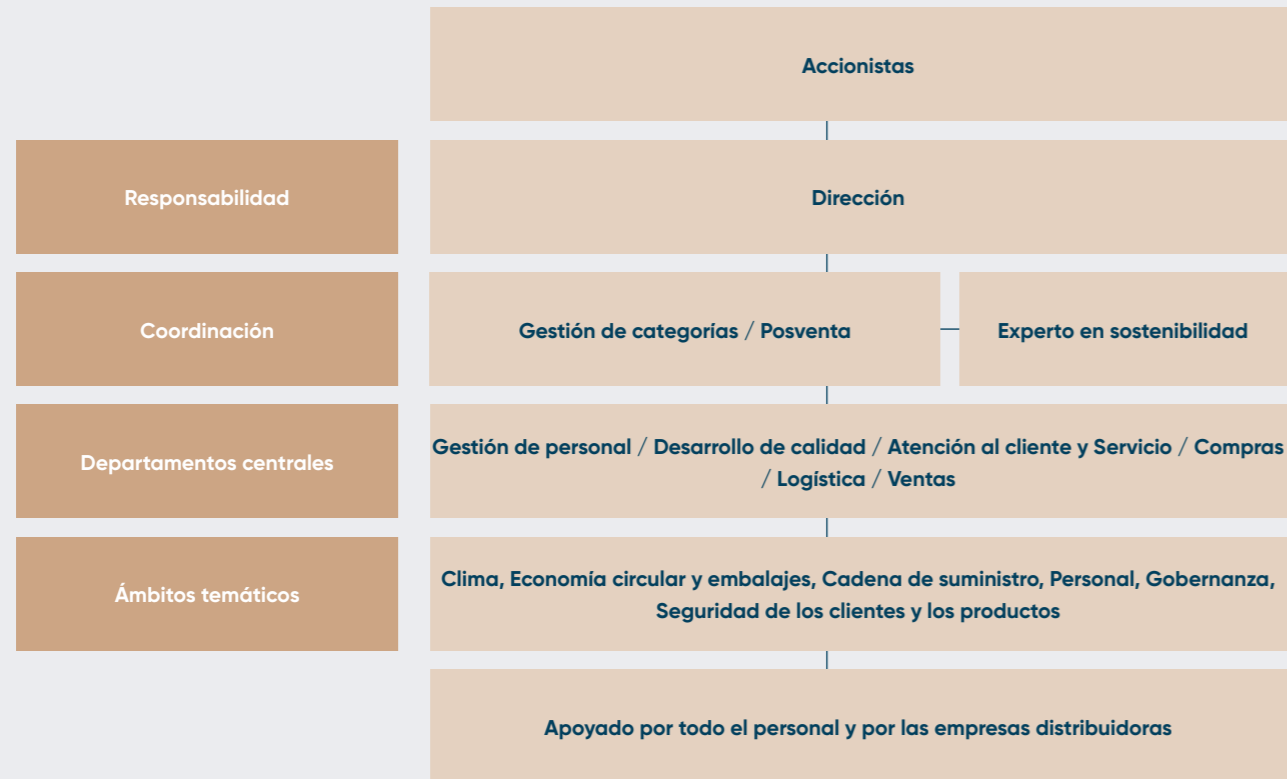 Accionistas
Responsabilidad
Dirección
Coordinación
Gestión de categorías / Posventa
Experto en sostenibilidad
Departamentos centrales
Gestión de personal / Desarrollo de calidad / Atención al cliente y Servicio / Compras
/ Logística / Ventas
Ámbitos temáticos
Clima, Economía circular y embalajes, Cadena de suministro, Personal, Gobernanza,
Seguridad de los clientes y los productos
Apoyado por todo el personal y por las empresas distribuidoras